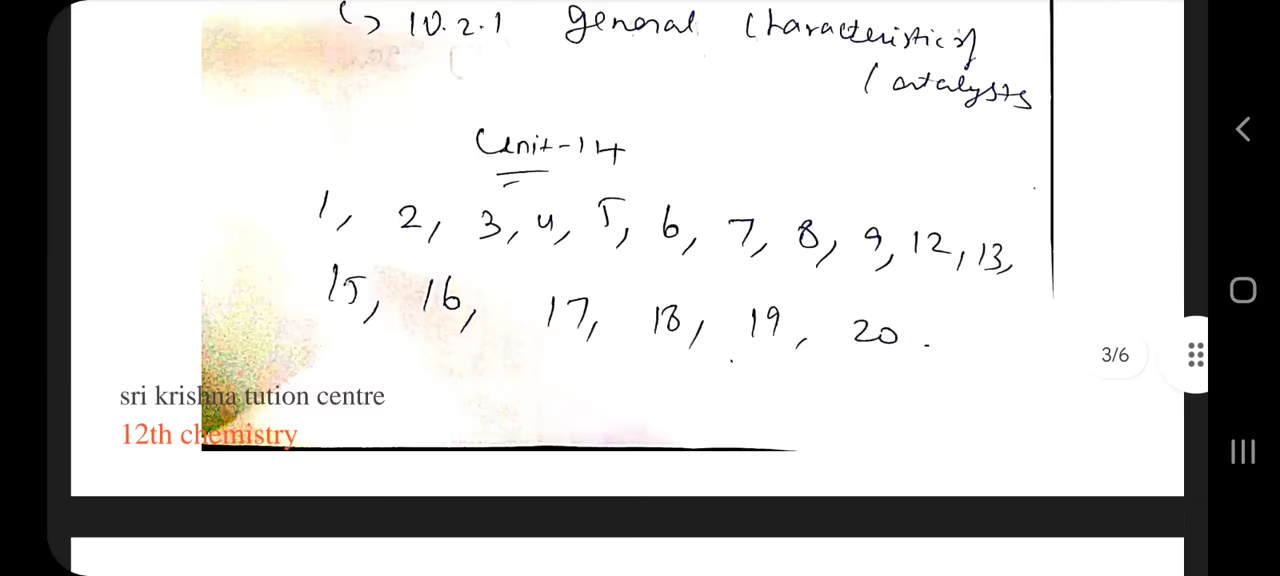 10.2.1 general Characteristic of
Catalysts
Unit-14
1, 2, 3, 4, 5, 6, 7, 8, 9, 12, 13,
15, 16, 17, 18, 19, 20.
3/6
sri krishna tution centre
12th chemistry